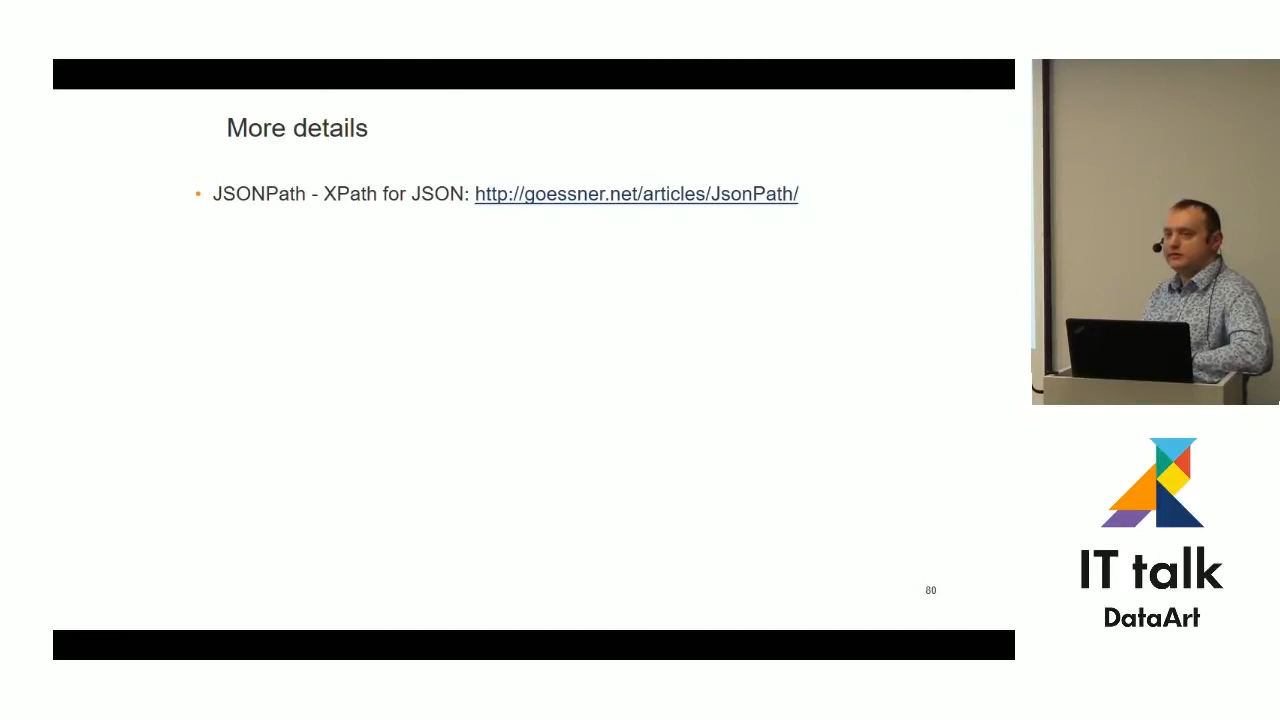 More details
• JSONPath - XPath for JSON: http://goessner.net/articles/JsonPath/
80
IT talk
DataArt